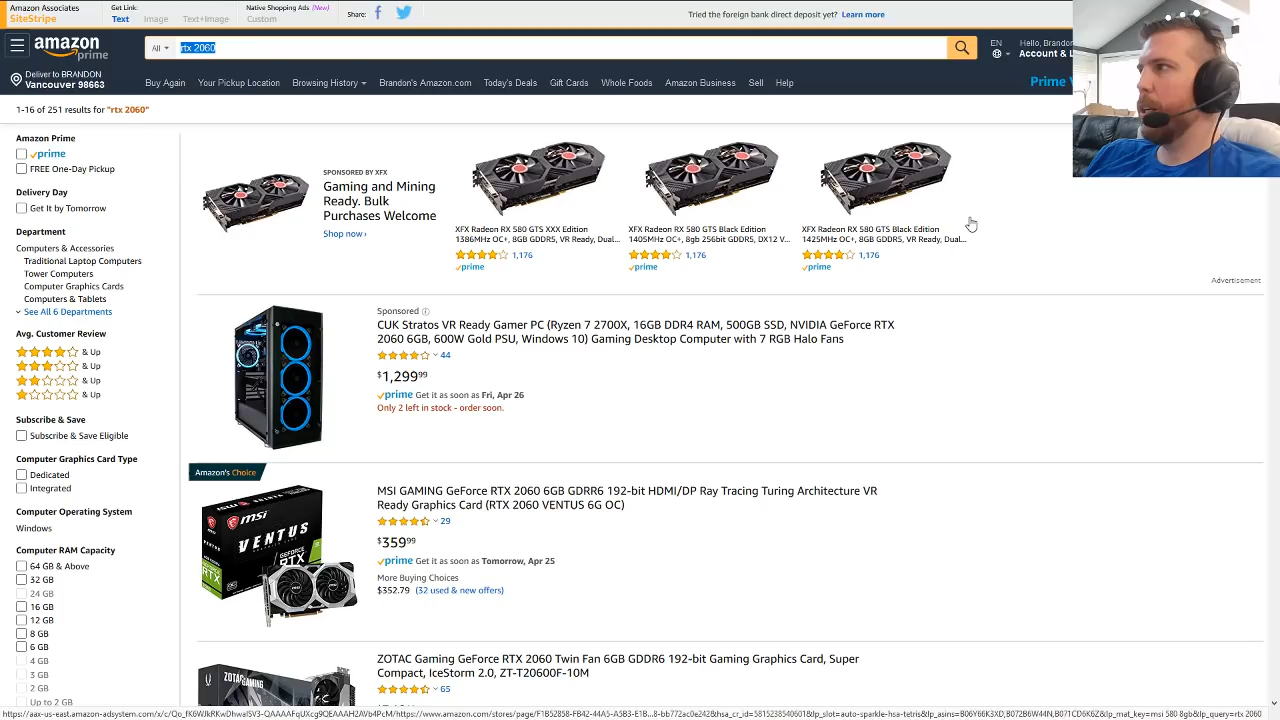 Amazon Associates
SiteStripe
Get Link:
Text Image Text+Image
Native Shopping Ads (New)
Custom
Share:
Tried the foreign bank direct deposit yet? Learn more
amazon
prime
All
rtx 2060
EN
Hello, Brandon
Account & L
Deliver to BRANDON
Vancouver 98663
Buy Again Your Pickup Location Browsing History Brandon's Amazon.com Today's Deals Gift Cards Whole Foods Amazon Business Sell Help
Prime V
1-16 of 251 results for "rtx 2060"
Amazon Prime
prime
FREE One-Day Pickup
Delivery Day
Get It by Tomorrow
Department
Computers & Accessories
Traditional Laptop Computers
Tower Computers
Computer Graphics Cards
Computers & Tablets
See All 6 Departments
Avg. Customer Review
& Up
& Up
& Up
& Up
Subscribe & Save
Subscribe & Save Eligible
Computer Graphics Card Type
Dedicated
Integrated
Computer Operating System
Windows
Computer RAM Capacity
64 GB & Above
32 GB
24 GB
16 GB
12 GB
8 GB
6 GB
4 GB
3 GB
2 GB
Up to 2 GB
SPONSORED BY XFX
Gaming and Mining
Ready. Bulk
Purchases Welcome
Shop now ›
XFX Radeon RX 580 GTS XXX Edition
1386MHz OC+, 8GB GDDR5, VR Ready, Dual...
1,176
prime
XFX Radeon RX 580 GTS Black Edition
1405MHz OC+, 8gb 256bit GDDR5, DX12 V...
1,176
prime
XFX Radeon RX 580 GTS Black Edition
1425MHz OC+, 8GB GDDR5, VR Ready, Dual...
1,176
prime
Advertisement
Sponsored
CUK Stratos VR Ready Gamer PC (Ryzen 7 2700X, 16GB DDR4 RAM, 500GB SSD, NVIDIA GeForce RTX
2060 6GB, 600W Gold PSU, Windows 10) Gaming Desktop Computer with 7 RGB Halo Fans
44
$1,299 99
prime Get it as soon as Fri, Apr 26
Only 2 left in stock - order soon.
Amazon's Choice
msi
VENTUS
GEFORCE
RTX
MSI GAMING GeForce RTX 2060 6GB GDRR6 192-bit HDMI/DP Ray Tracing Turing Architecture VR
Ready Graphics Card (RTX 2060 VENTUS 6G OC)
29
$359 99
prime Get it as soon as Tomorrow, Apr 25
More Buying Choices
$352.79 (32 used & new offers)
ZOTAC GAMING
ZOTAC Gaming GeForce RTX 2060 Twin Fan 6GB GDDR6 192-bit Gaming Graphics Card, Super
Compact, IceStorm 2.0, ZT-T20600F-10M
65